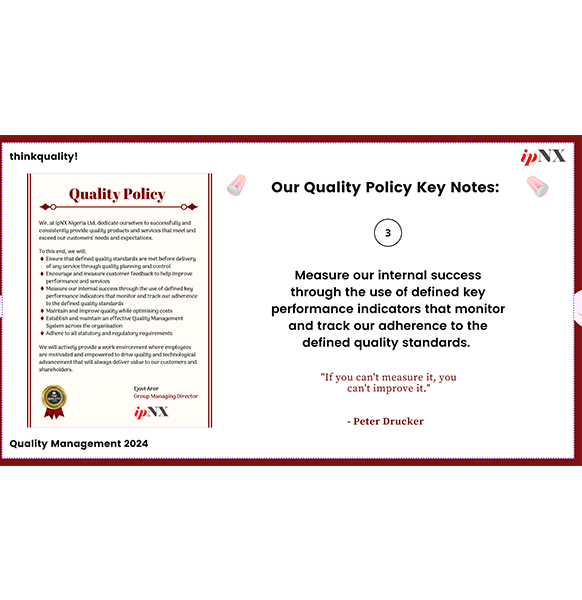 thinkquality!
ipNX
Quality Policy
We, at ipNX Nigeria Ltd, dedicate ourselves to successfully and
consistently provide quality products and services that meet and
exceed our customers' needs and expectations.
To this end, we will;
Ensure that defined quality standards are met before delivery
of any service through quality planning and control
Encourage and measure customer feedback to help improve
performance and services
Measure our internal success through the use of defined key
performance indicators that monitor and track our adherence
to the defined quality standards
Maintain and improve quality while optimising costs
Establish and maintain an effective Quality Management
System across the organisation
Adhere to all statutory and regulatory requirements
We will actively provide a work environment where employees
are motivated and empowered to drive quality and technological
advancement that will always deliver value to our customers and
shareholders.
Ejovi Aror
Group Managing Director
ipNX
Our Quality Policy Key Notes:
3
Measure our internal success
through the use of defined key
performance indicators that monitor
and track our adherence to the
defined quality standards.
"If you can't measure it, you
can't improve it."
- Peter Drucker
Quality Management 2024